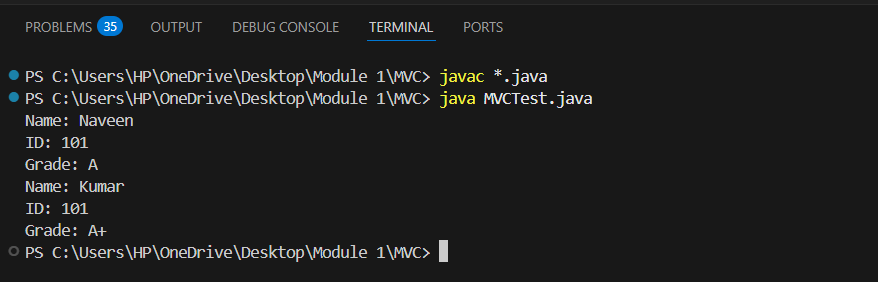 PROBLEMS 35 OUTPUT DEBUG CONSOLE TERMINAL PORTS
PS C:\Users\HP\OneDrive\Desktop\Module 1\MVC> javac *.java
PS C:\Users\HP\OneDrive\Desktop\Module 1\MVC> java MVCTest.java
Name: Naveen
ID: 101
Grade: A
Name: Kumar
ID: 101
Grade: A+
PS C:\Users\HP\OneDrive\Desktop\Module 1\MVC>